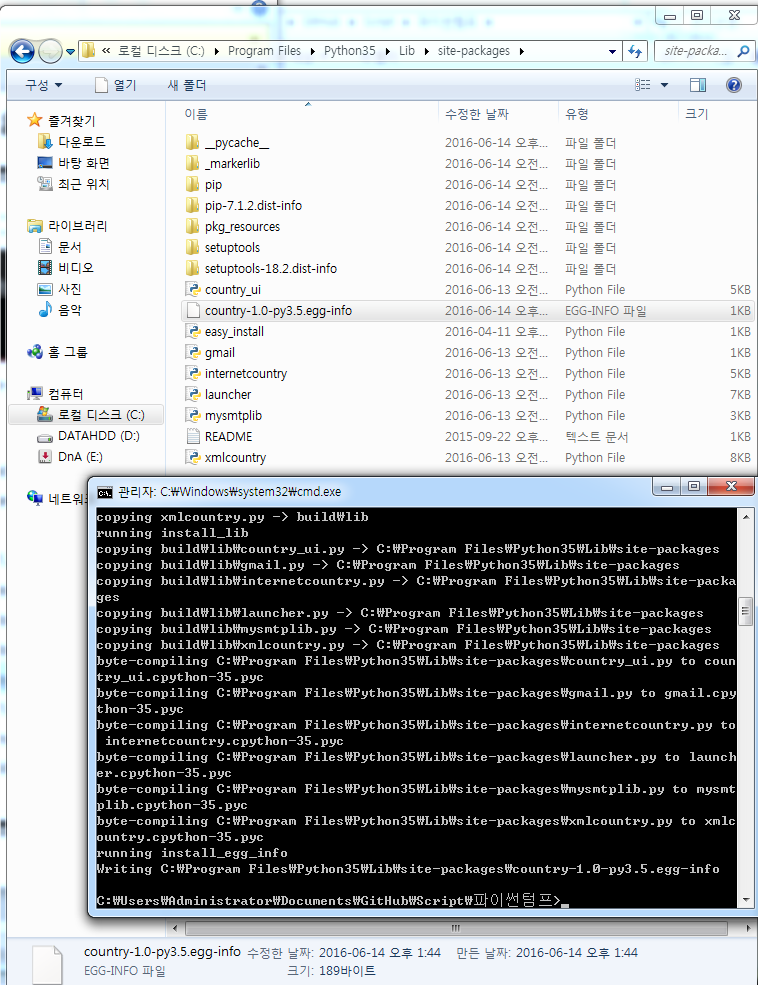 « 로컬 디스크 (C:) ▸ Program Files ▸ Python35 ▸ Lib ▸ site-packages ▸ site-packa...
구성 열기 새 폴더
이름 수정한 날짜 유형 크기
즐겨찾기
다운로드
바탕 화면
최근 위치
라이브러리
문서
비디오
사진
음악
홈 그룹
컴퓨터
로컬 디스크 (C:)
DATAHDD (D:)
DnA (E:)
네트워
__pycache__ 2016-06-14 오후... 파일 폴더
_markerlib 2016-06-14 오전... 파일 폴더
pip 2016-06-14 오전... 파일 폴더
pip-7.1.2.dist-info 2016-06-14 오전... 파일 폴더
pkg_resources 2016-06-14 오전... 파일 폴더
setuptools 2016-06-14 오전... 파일 폴더
setuptools-18.2.dist-info 2016-06-14 오전... 파일 폴더
country_ui 2016-06-13 오전... Python File 5KB
country-1.0-py3.5.egg-info 2016-06-14 오후... EGG-INFO 파일 1KB
easy_install 2016-04-11 오후... Python File 1KB
gmail 2016-06-13 오전... Python File 1KB
internetcountry 2016-06-13 오전... Python File 5KB
launcher 2016-06-13 오전... Python File 7KB
mysmtplib 2016-06-13 오전... Python File 3KB
README 2015-09-22 오후... 텍스트 문서 1KB
xmlcountry 2016-06-13 오전... Python File 8KB
관리자: C:₩Windows₩system32₩cmd.exe
copying xmlcountry.py -> build₩lib
running install_lib
copying build₩lib₩country_ui.py -> C:₩Program Files₩Python35₩Lib₩site-packages
copying build₩lib₩gmail.py -> C:₩Program Files₩Python35₩Lib₩site-packages
copying build₩lib₩internetcountry.py -> C:₩Program Files₩Python35₩Lib₩site-packa
ges
copying build₩lib₩launcher.py -> C:₩Program Files₩Python35₩Lib₩site-packages
copying build₩lib₩mysmtplib.py -> C:₩Program Files₩Python35₩Lib₩site-packages
copying build₩lib₩xmlcountry.py -> C:₩Program Files₩Python35₩Lib₩site-packages
byte-compiling C:₩Program Files₩Python35₩Lib₩site-packages₩country_ui.py to coun
try_ui.cpython-35.pyc
byte-compiling C:₩Program Files₩Python35₩Lib₩site-packages₩gmail.py to gmail.cpy
thon-35.pyc
byte-compiling C:₩Program Files₩Python35₩Lib₩site-packages₩internetcountry.py to
 internetcountry.cpython-35.pyc
byte-compiling C:₩Program Files₩Python35₩Lib₩site-packages₩launcher.py to launch
er.cpython-35.pyc
byte-compiling C:₩Program Files₩Python35₩Lib₩site-packages₩mysmtplib.py to mysmt
plib.cpython-35.pyc
byte-compiling C:₩Program Files₩Python35₩Lib₩site-packages₩xmlcountry.py to xmlc
ountry.cpython-35.pyc
running install_egg_info
Writing C:₩Program Files₩Python35₩Lib₩site-packages₩country-1.0-py3.5.egg-info
C:₩Users₩Administrator₩Documents₩GitHub₩Script₩파이썬텀프>_
country-1.0-py3.5.egg-info 수정한 날짜: 2016-06-14 오후 1:44 만든 날짜: 2016-06-14 오후 1:44
EGG-INFO 파일 크기: 189바이트